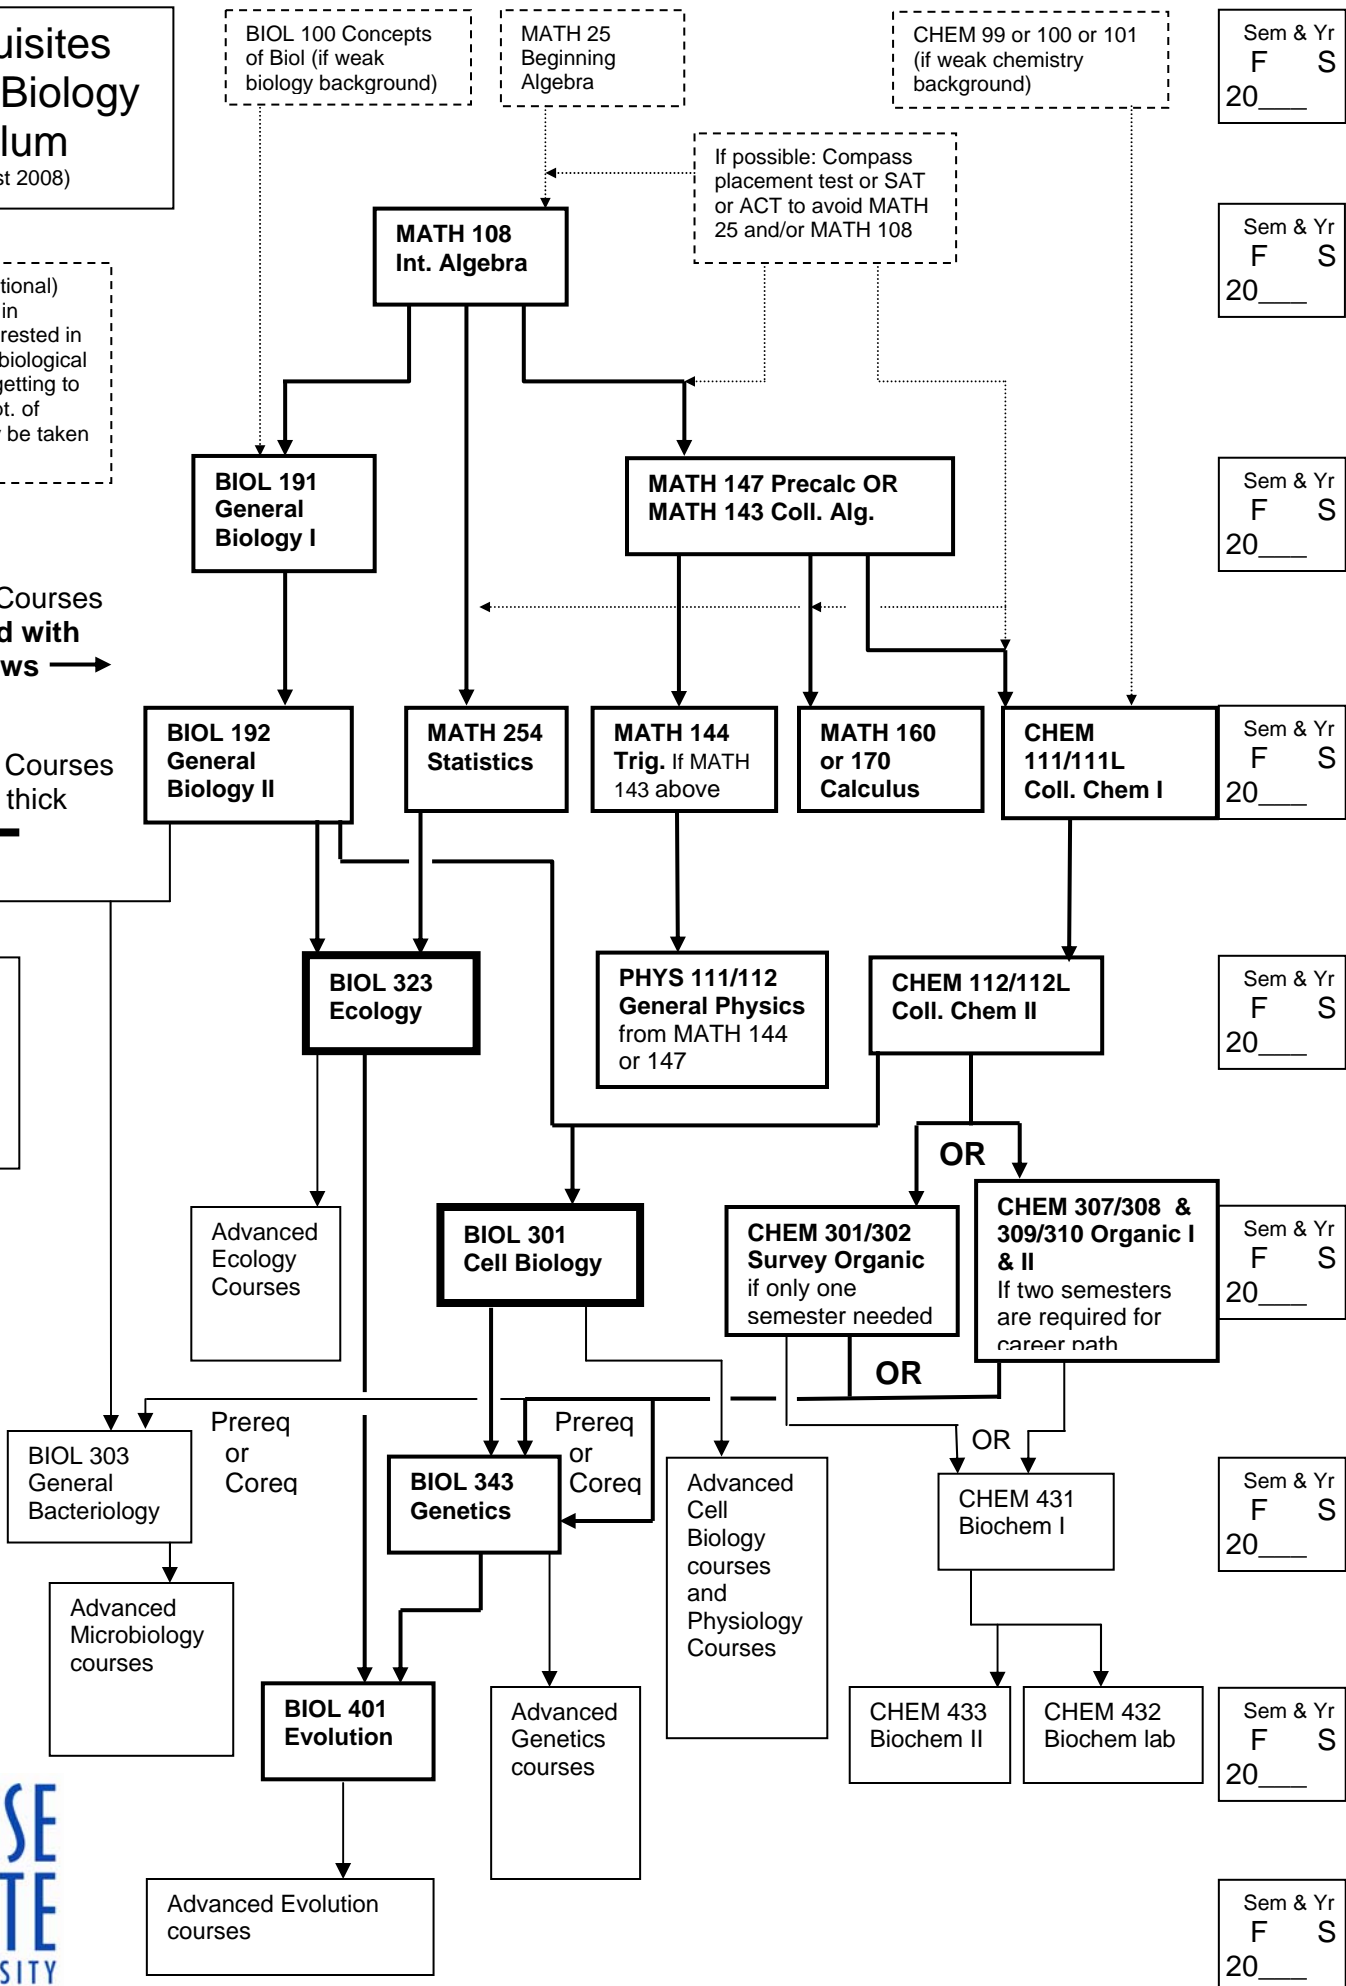 uisites
Biology
lum
st 2008)
BIOL 100 Concepts
of Biol (if weak
biology background)
MATH 25
Beginning
Algebra
CHEM 99 or 100 or 101
(if weak chemistry
background)
Sem & Yr
F S
20___
If possible: Compass
placement test or SAT
or ACT to avoid MATH
25 and/or MATH 108
MATH 108
Int. Algebra
Sem & Yr
F S
20___
tional)
in
rested in
biological
getting to
ot. of
y be taken
BIOL 191
General
Biology I
MATH 147 Precalc OR
MATH 143 Coll. Alg.
Sem & Yr
F S
20___
Courses
d with
ws
Courses
thick
BIOL 192
General
Biology II
MATH 254
Statistics
MATH 144
Trig. If MATH
143 above
MATH 160
or 170
Calculus
CHEM
111/111L
Coll. Chem I
Sem & Yr
F S
20___
BIOL 323
Ecology
PHYS 111/112
General Physics
from MATH 144
or 147
CHEM 112/112L
Coll. Chem II
Sem & Yr
F S
20___
OR
Advanced
Ecology
Courses
BIOL 301
Cell Biology
CHEM 301/302
Survey Organic
if only one
semester needed
CHEM 307/308 &
309/310 Organic I
& II
If two semesters
are required for
career path
Sem & Yr
F S
20___
OR
Prereq
or
Coreq
Prereq
or
Coreq
OR
BIOL 303
General
Bacteriology
BIOL 343
Genetics
Advanced
Cell
Biology
courses
and
Physiology
Courses
CHEM 431
Biochem I
Sem & Yr
F S
20___
Advanced
Microbiology
courses
BIOL 401
Evolution
Advanced
Genetics
courses
CHEM 433
Biochem II
CHEM 432
Biochem lab
Sem & Yr
F S
20___
SE
TE
SITY
Advanced Evolution
courses
Sem & Yr
F S
20___